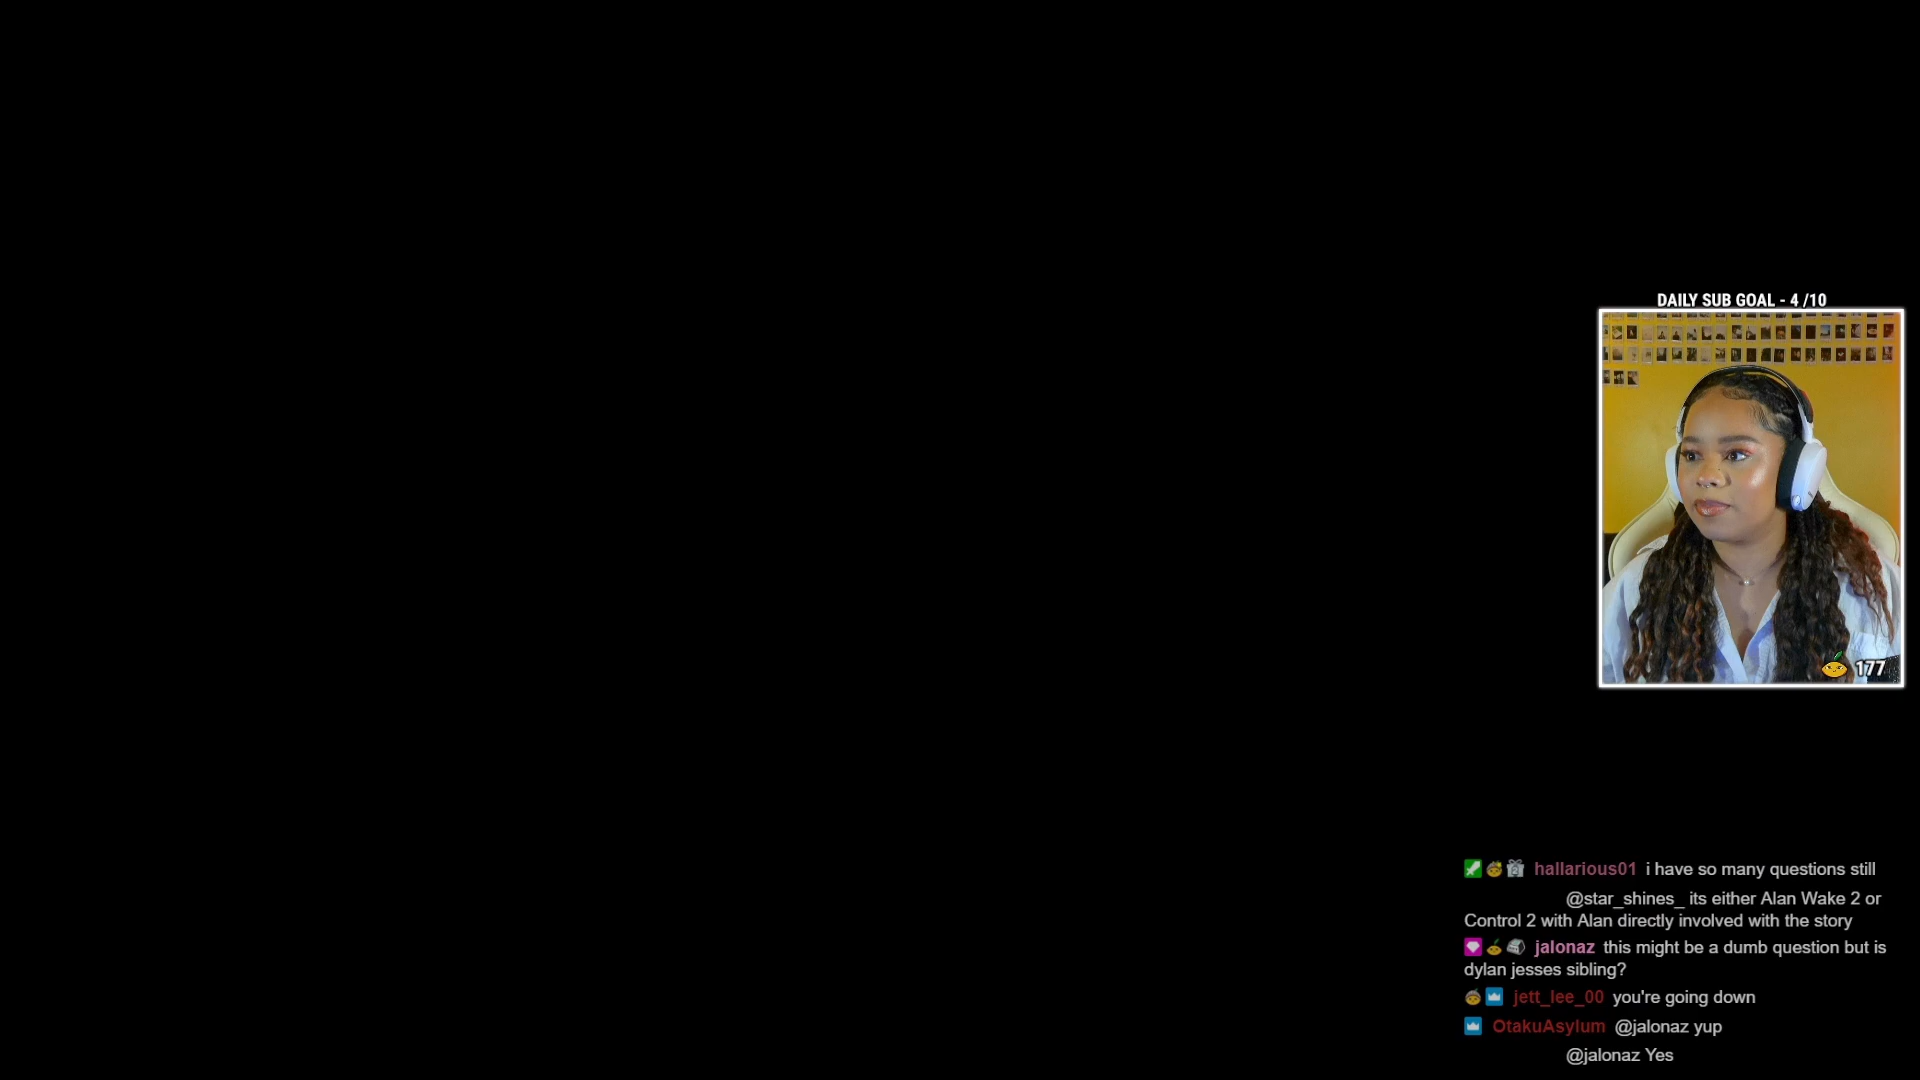 DAILY SUB GOAL - 4 /10
177
hallarious01 i have so many questions still
@star_shines_ its either Alan Wake 2 or
Control 2 with Alan directly involved with the story
jalonaz this might be a dumb question but is
dylan jesses sibling?
jett_lee_00 you're going down
OtakuAsylum @jalonaz yup
@jalonaz Yes